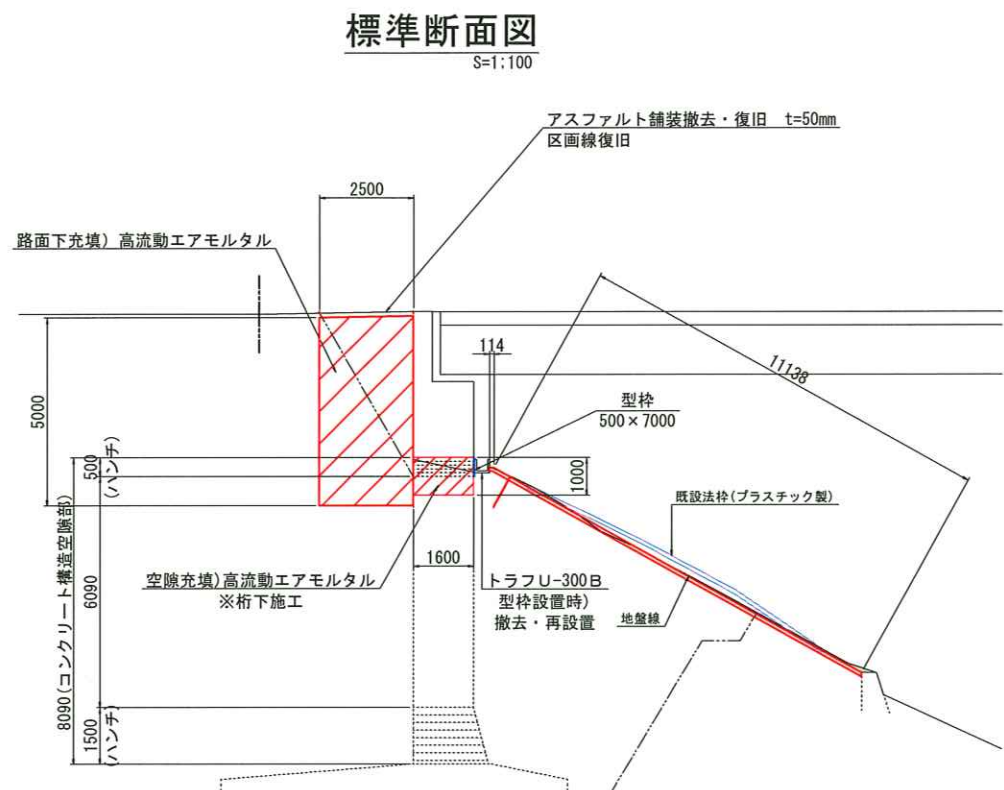 標準断面図
S=1:100
アスファルト舗装撤去・復旧 t=50mm
区画線復旧
2500
路面下充填) 高流動エアモルタル
114
11138
型枠
500×7000
5000
500
(ハンチ)
1000
既設法枠(プラスチック製)
1600
空隙充填)高流動エアモルタル
※桁下施工
トラフU-300B
型枠設置時)
撤去・再設置
地盤線
6090
8090(コンクリート構造空隙部)
1500
(ハンチ)